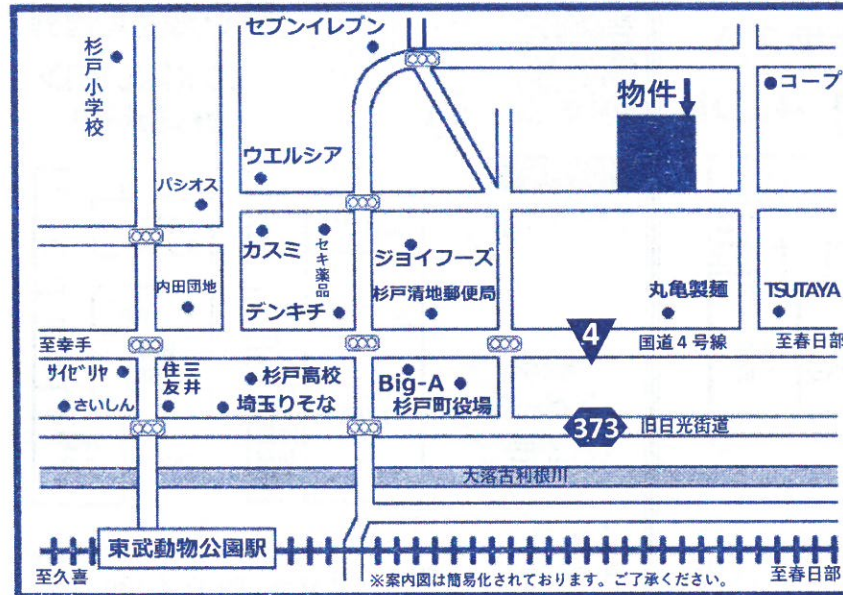 セブンイレブン
杉戸小学校
コープ
物件
ウエルシア
パシオス
カスミ
セキ薬品
ジョイフーズ
内田団地
デンキチ
杉戸清地郵便局
丸亀製麺
TSUTAYA
至幸手
4
国道4号線
至春日部
サイゼリヤ
三井
住友
杉戸高校
Big-A
さいしん
埼玉りそな
杉戸町役場
373
旧日光街道
大落古利根川
東武動物公園駅
至久喜
※案内図は簡易化されております。ご了承ください。
至春日部